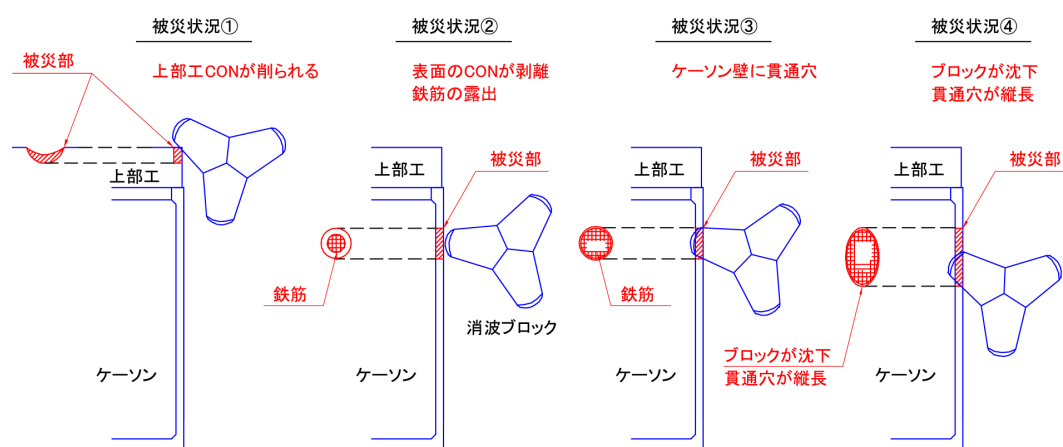 被災状況①
被災部
上部工CONが削られる
上部工
ケーソン
被災状況②
表面のCONが剥離
鉄筋の露出
上部工
被災部
鉄筋
消波ブロック
ケーソン
被災状況③
ケーソン壁に貫通穴
上部工
被災部
鉄筋
ケーソン
被災状況④
ブロックが沈下
貫通穴が縦長
上部工
被災部
ブロックが沈下
貫通穴が縦長
ケーソン